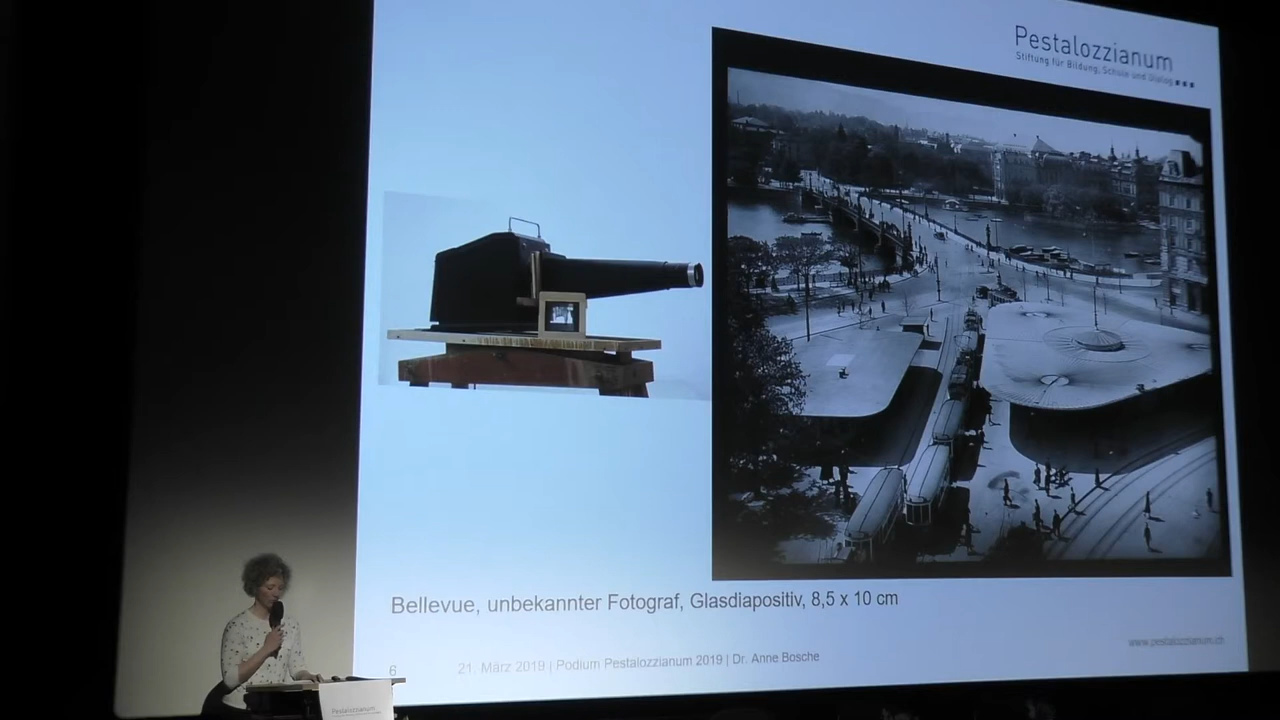 Pestalozzianum
Stiftung für Bildung, Schule und Dialog
Bellevue, unbekannter Fotograf, Glasdiapositiv, 8,5 x 10 cm
www.pestalozzianum.ch
6 21. März 2019 | Podium Pestalozzianum 2019 | Dr. Anne Bosche
Pestalozzianum